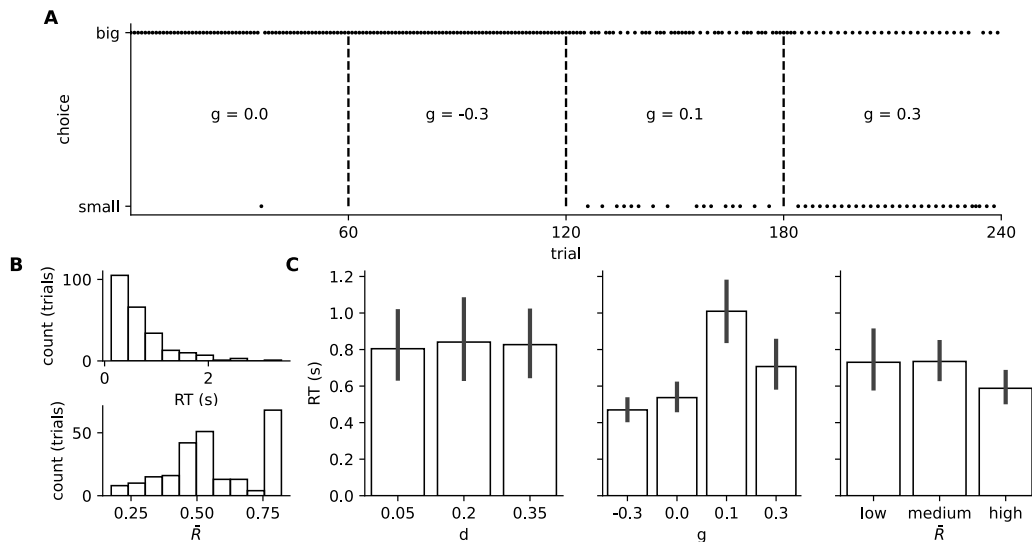 A
big
choice
small
g = 0.0
g = -0.3
g = 0.1
g = 0.3
60
120
180
240
trial
B
count (trials)
100
0
0
2
RT (s)
count (trials)
50
0
0.25
0.50
0.75
R̄
C
RT (s)
1.2
1.0
0.8
0.6
0.4
0.2
0.0
0.05
0.2
0.35
d
-0.3
0.0
0.1
0.3
g
low
medium
high
R̄